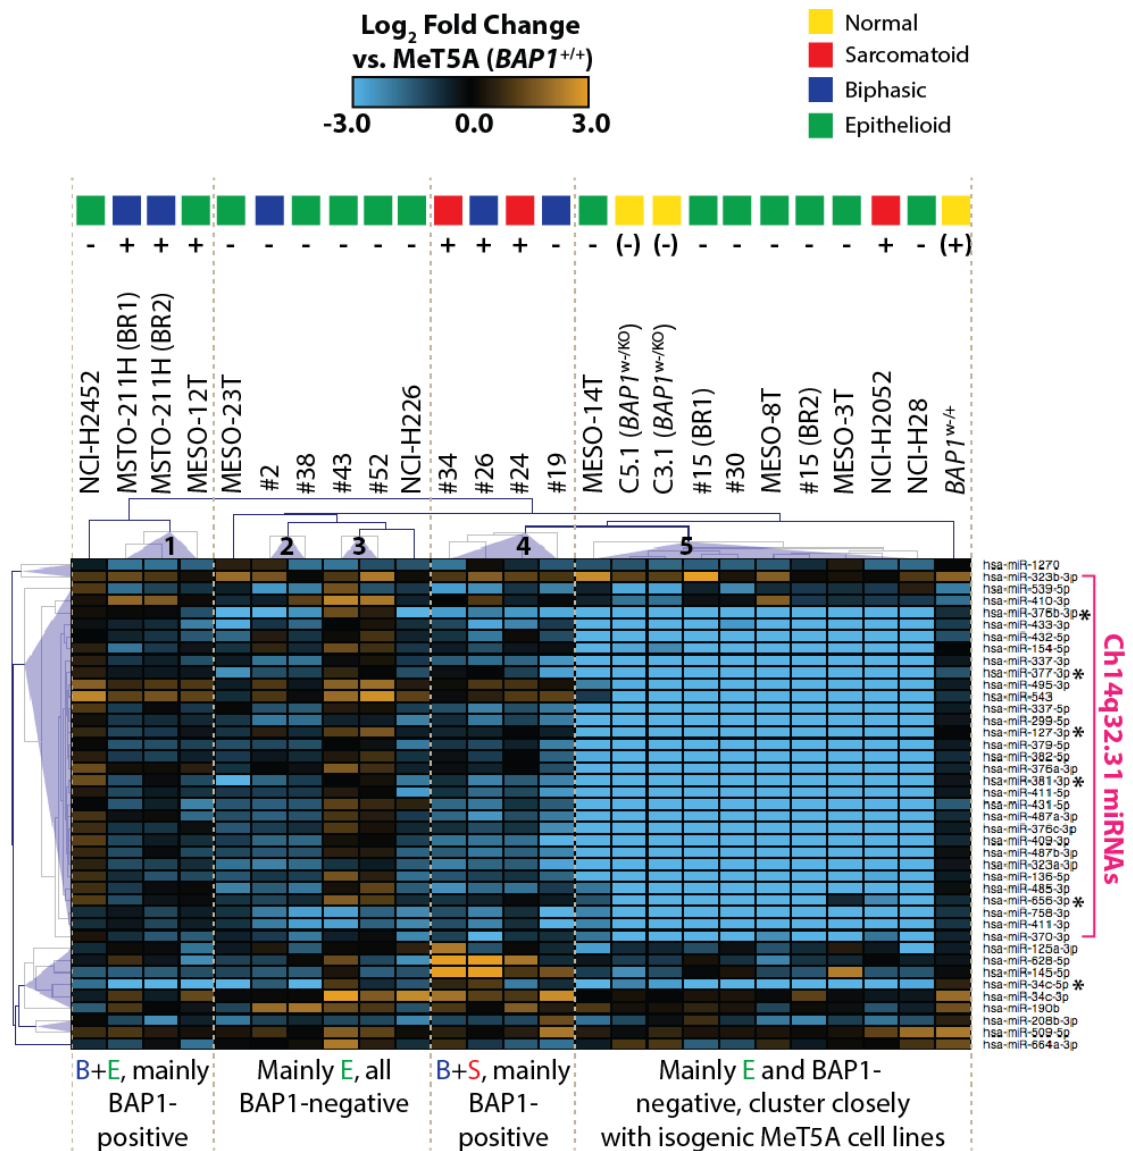 Log2 Fold Change
vs. MeT5A (BAP1+/+)
-3.0 0.0 3.0
Normal
Sarcomatoid
Biphasic
Epithelioid
- + + + - - - - - - + + + - - (-) (-) - - - - - + - (+)
NCI-H2452
MSTO-211H (BR1)
MSTO-211H (BR2)
MESO-12T
MESO-23T
#2
#38
#43
#52
NCI-H226
#34
#26
#24
#19
MESO-14T
C5.1 (BAP1w-/KO)
C3.1 (BAP1w-/KO)
#15 (BR1)
#30
MESO-8T
#15 (BR2)
MESO-3T
NCI-H2052
NCI-H28
BAP1w-/+
1 2 3 4 5
hsa-miR-1270
hsa-miR-323b-3p
hsa-miR-539-5p
hsa-miR-410-3p
hsa-miR-376b-3p*
hsa-miR-433-3p
hsa-miR-432-5p
hsa-miR-154-5p
hsa-miR-337-3p
hsa-miR-377-3p*
hsa-miR-495-3p
hsa-miR-543
hsa-miR-337-5p
hsa-miR-299-5p
hsa-miR-127-3p*
hsa-miR-379-5p
hsa-miR-382-5p
hsa-miR-376a-3p
hsa-miR-381-3p*
hsa-miR-411-5p
hsa-miR-431-5p
hsa-miR-487a-3p
hsa-miR-376c-3p
hsa-miR-409-3p
hsa-miR-487b-3p
hsa-miR-323a-3p
hsa-miR-136-5p
hsa-miR-485-3p
hsa-miR-656-3p*
hsa-miR-758-3p
hsa-miR-411-3p
hsa-miR-370-3p
hsa-miR-125a-3p
hsa-miR-628-5p
hsa-miR-145-5p
hsa-miR-34c-5p*
hsa-miR-34c-3p
hsa-miR-190b
hsa-miR-208b-3p
hsa-miR-509-5p
hsa-miR-664a-3p
Ch14q32.31 miRNAs
B+E, mainly
BAP1-
positive
Mainly E, all
BAP1-negative
B+S, mainly
BAP1-
positive
Mainly E and BAP1-
negative, cluster closely
with isogenic MeT5A cell lines